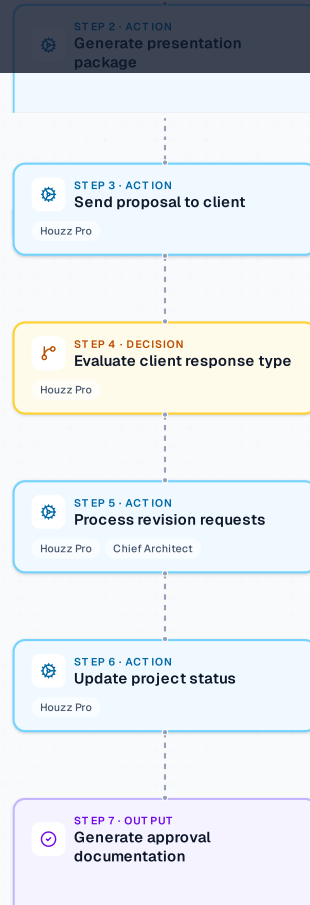 STEP 2 · ACTION
Generate presentation
package
STEP 3 · ACTION
Send proposal to client
Houzz Pro
STEP 4 · DECISION
Evaluate client response type
Houzz Pro
STEP 5 · ACTION
Process revision requests
Houzz Pro Chief Architect
STEP 6 · ACTION
Update project status
Houzz Pro
STEP 7 · OUTPUT
Generate approval
documentation